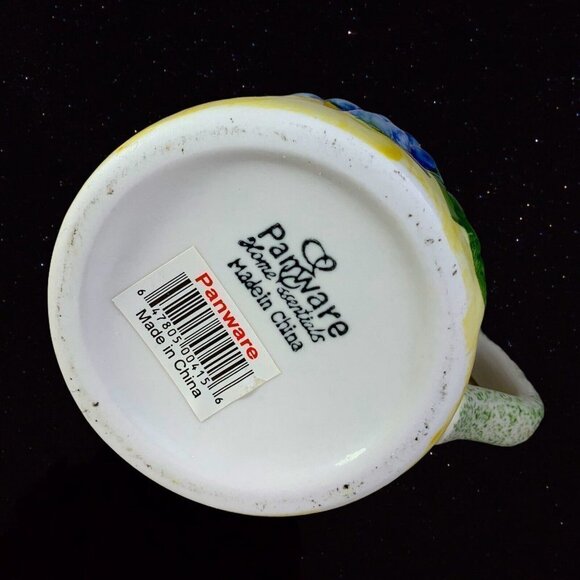 Panware
Home Essentials
Made in China
Panware
6 47805 00415 6
Made in China